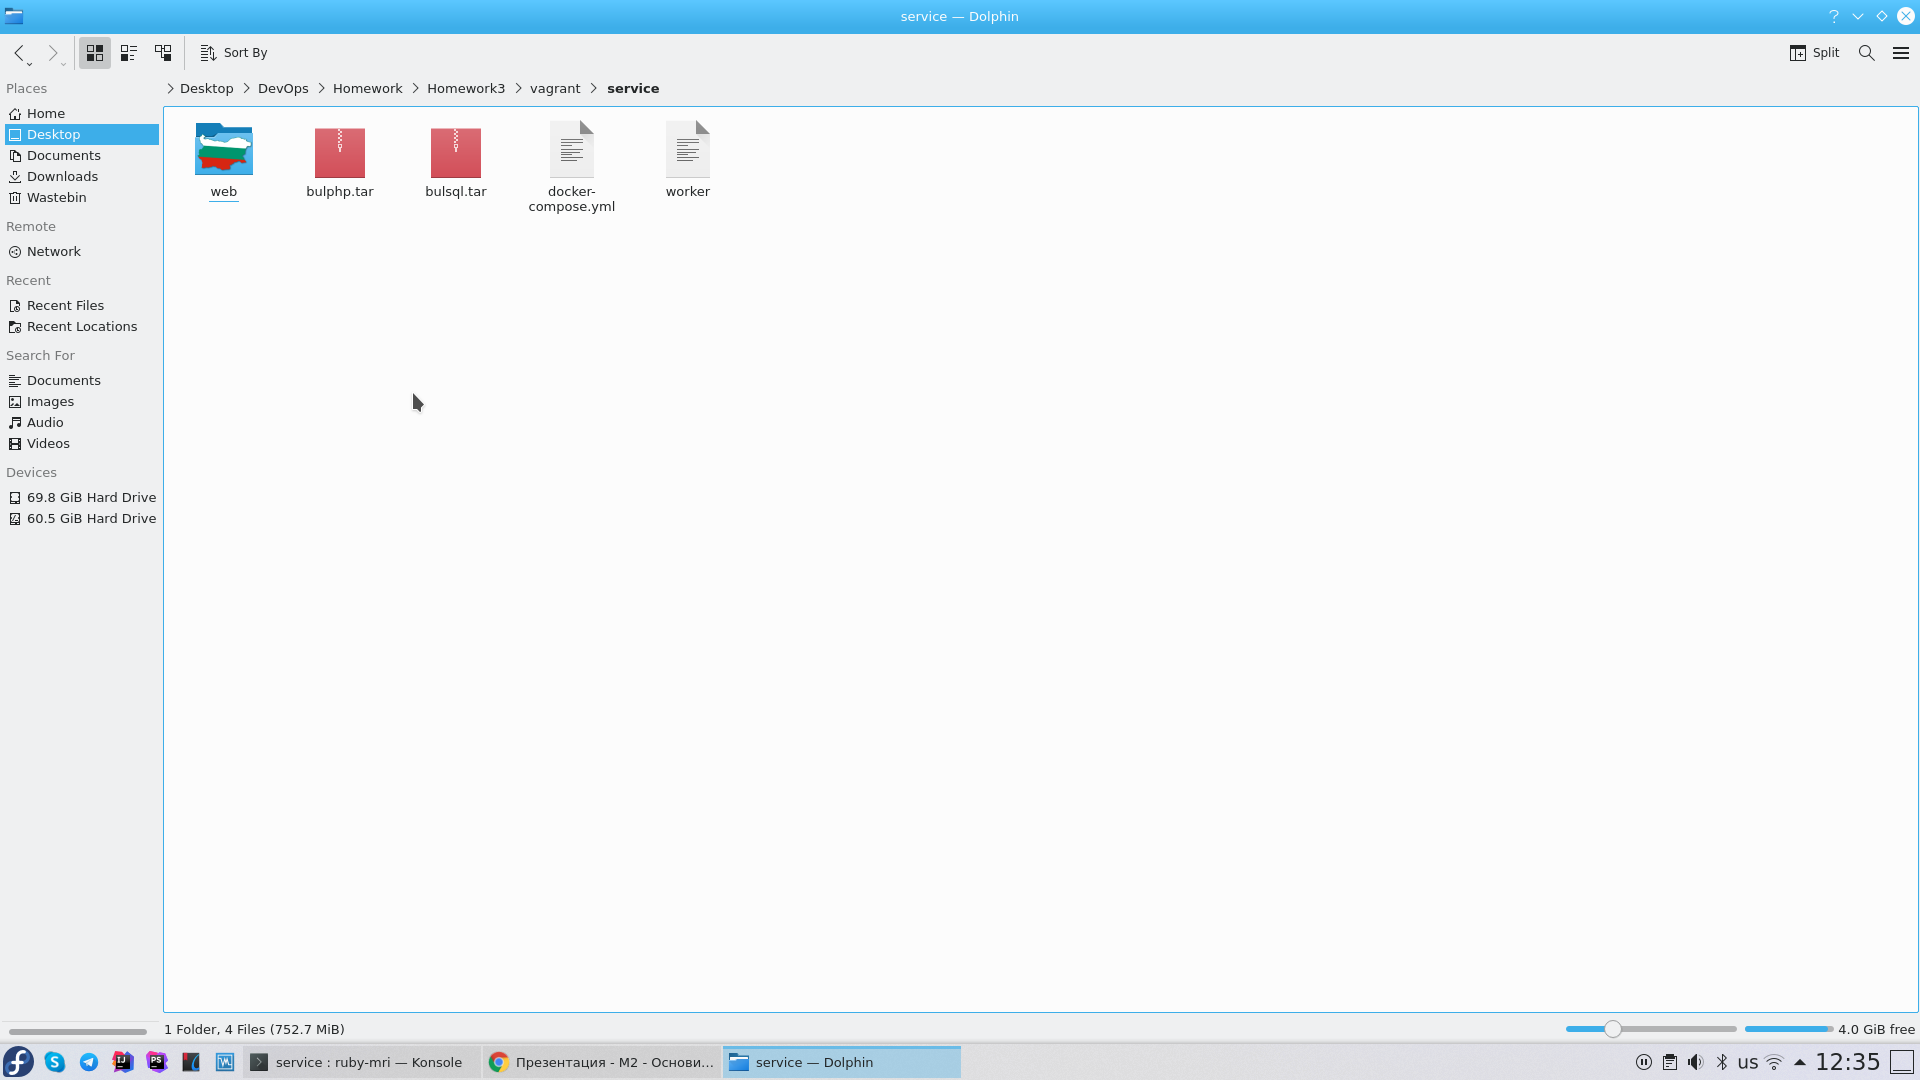 service — Dolphin
Sort By
Split
Places
Home
Desktop
Documents
Downloads
Wastebin
Remote
Network
Recent
Recent Files
Recent Locations
Search For
Documents
Images
Audio
Videos
Devices
69.8 GiB Hard Drive
60.5 GiB Hard Drive
Desktop > DevOps > Homework > Homework3 > vagrant > service
web
bulphp.tar
bulsql.tar
docker-
compose.yml
worker
1 Folder, 4 Files (752.7 MiB)
4.0 GiB free
service : ruby-mri — Konsole
Презентация - M2 - Основи...
service — Dolphin
us
12:35